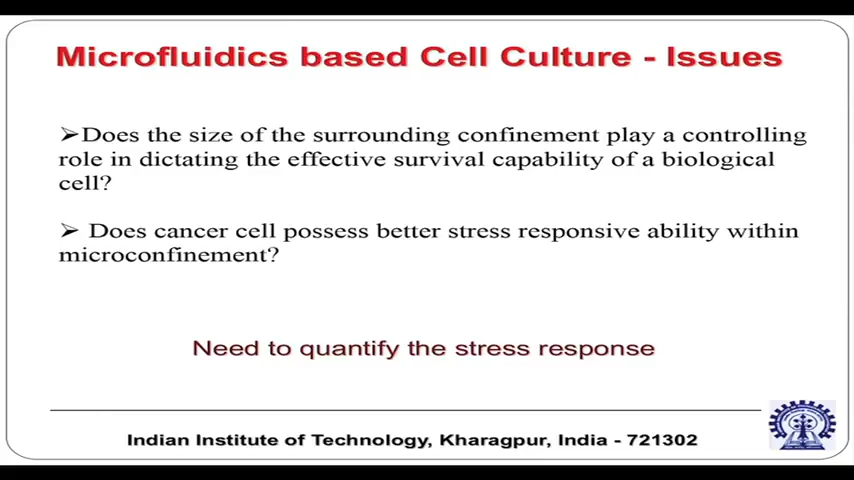 Microfluidics based Cell Culture - Issues
➢Does the size of the surrounding confinement play a controlling
role in dictating the effective survival capability of a biological
cell?
➢ Does cancer cell possess better stress responsive ability within
microconfinement?
Need to quantify the stress response
Indian Institute of Technology, Kharagpur, India - 721302